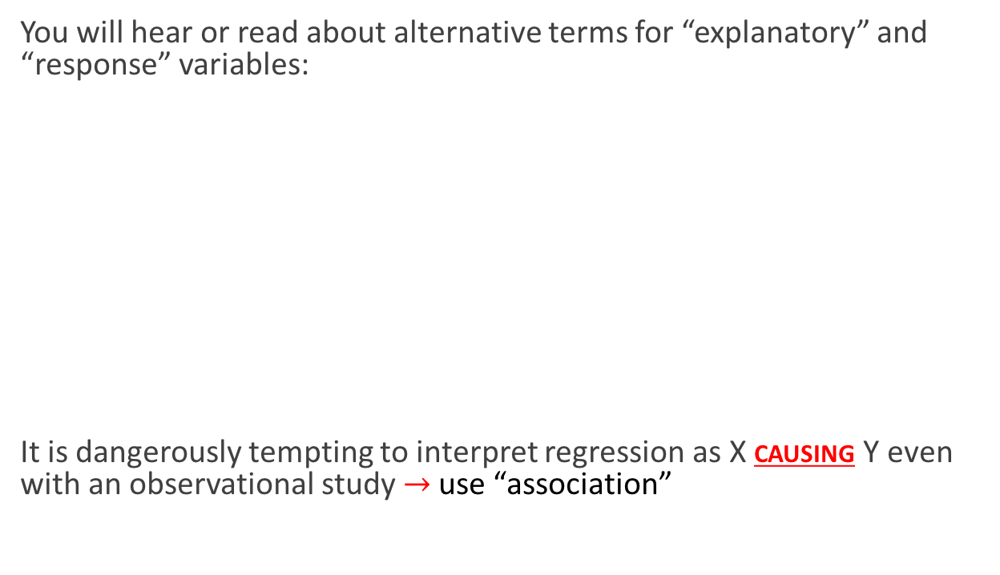 You will hear or read about alternative terms for “explanatory” and
“response” variables:
It is dangerously tempting to interpret regression as X CAUSING Y even
with an observational study → use “association”